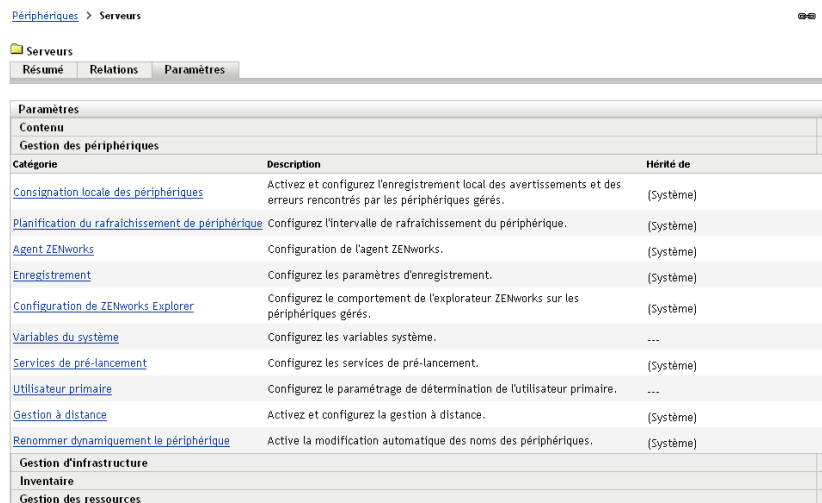 Périphériques > Serveurs
Serveurs
Résumé Relations Paramètres
Paramètres
Contenu
Gestion des périphériques
Catégorie Description Hérité de
Consignation locale des périphériques Activez et configurez l'enregistrement local des avertissements et des erreurs rencontrés par les périphériques gérés. (Système)
Planification du rafraîchissement de périphérique Configurez l'intervalle de rafraîchissement du périphérique. (Système)
Agent ZENworks Configuration de l'agent ZENworks. (Système)
Enregistrement Configurez les paramètres d'enregistrement. (Système)
Configuration de ZENworks Explorer Configurez le comportement de l'explorateur ZENworks sur les périphériques gérés. (Système)
Variables du système Configurez les variables système. ---
Services de pré-lancement Configurez les services de pré-lancement. (Système)
Utilisateur primaire Configurez le paramétrage de détermination de l'utilisateur primaire. ---
Gestion à distance Activez et configurez la gestion à distance. (Système)
Renommer dynamiquement le périphérique Active la modification automatique des noms des périphériques. (Système)
Gestion d'infrastructure
Inventaire
Gestion des ressources